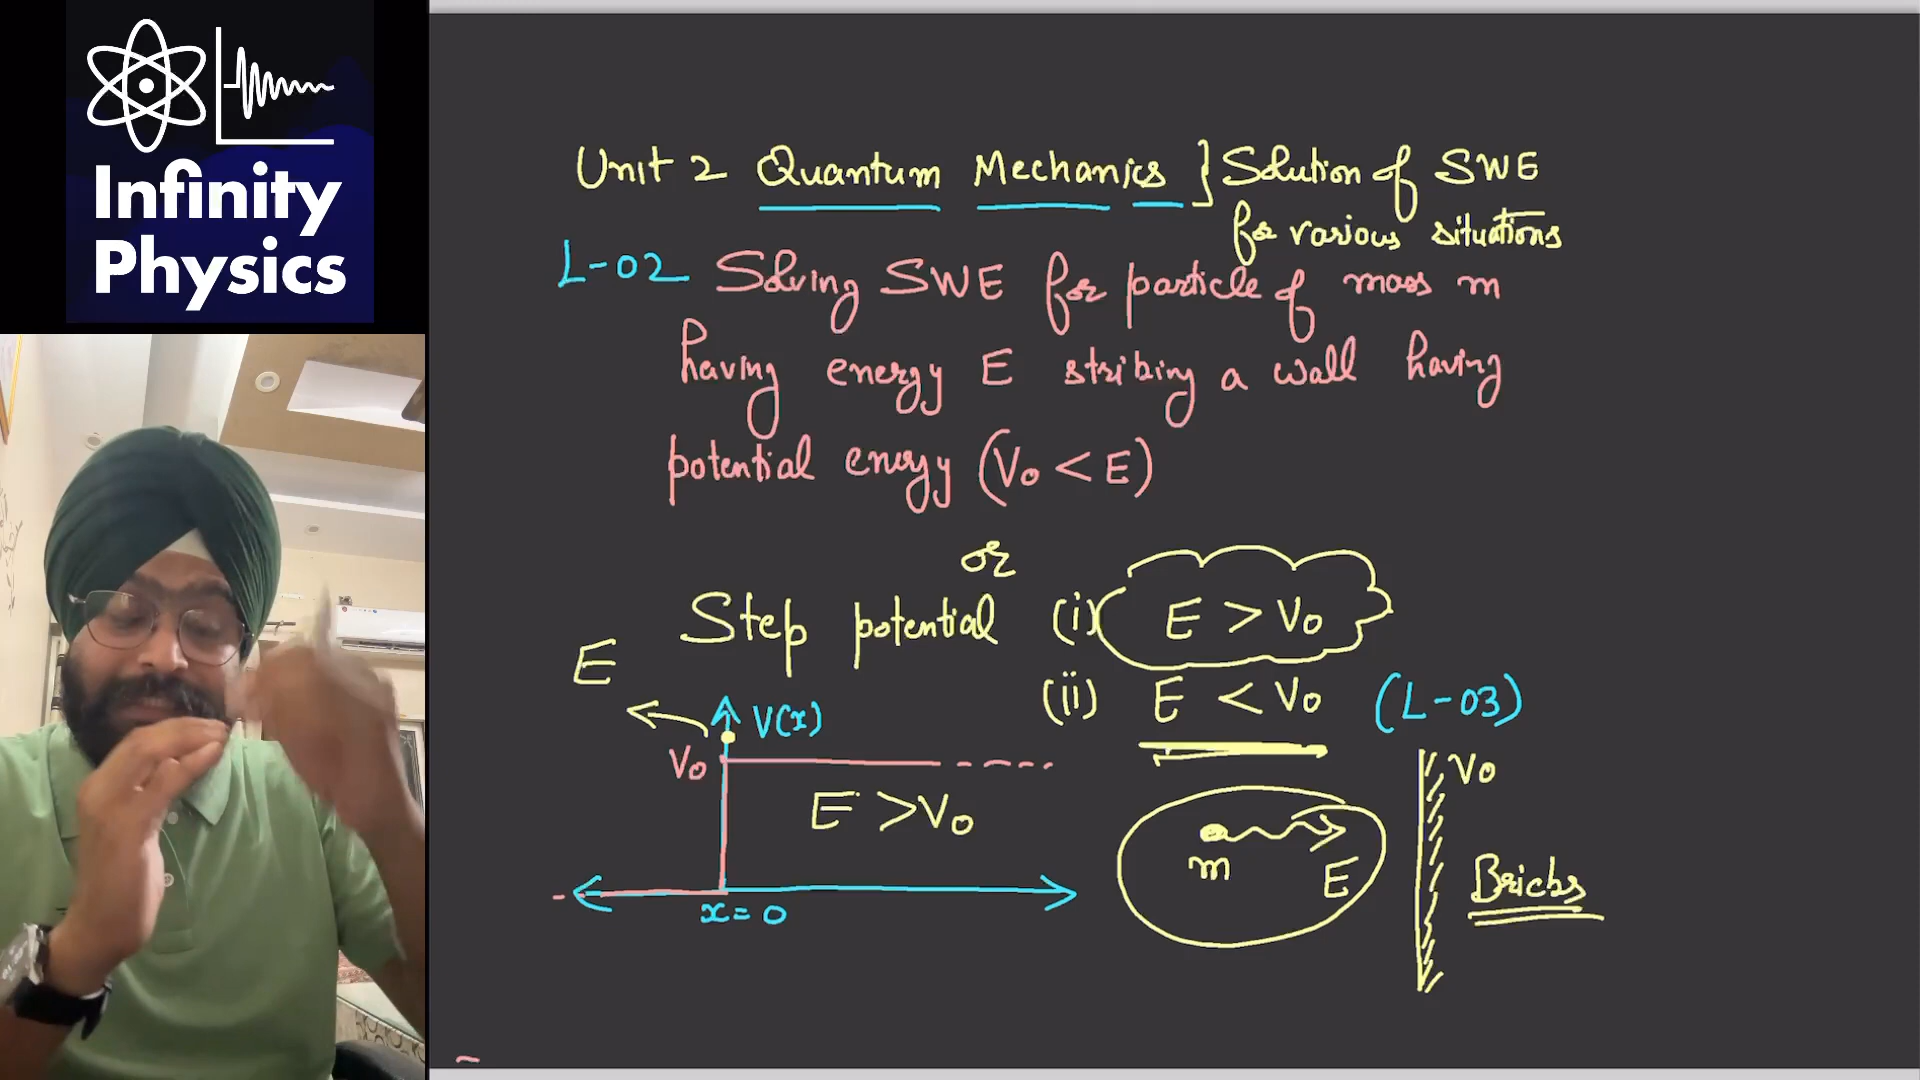 Infinity
Physics
Unit 2 Quantum Mechanics } Solution of SWE
for various situations
L-02 Solving SWE for particle of mass m
having energy E striking a wall having
potential energy (V₀ < E)
or
Step potential (i) E > V₀
(ii) E < V₀ (L-03)
E
V(x)
V₀
E > V₀
x = 0
m
E
V₀
Bricks